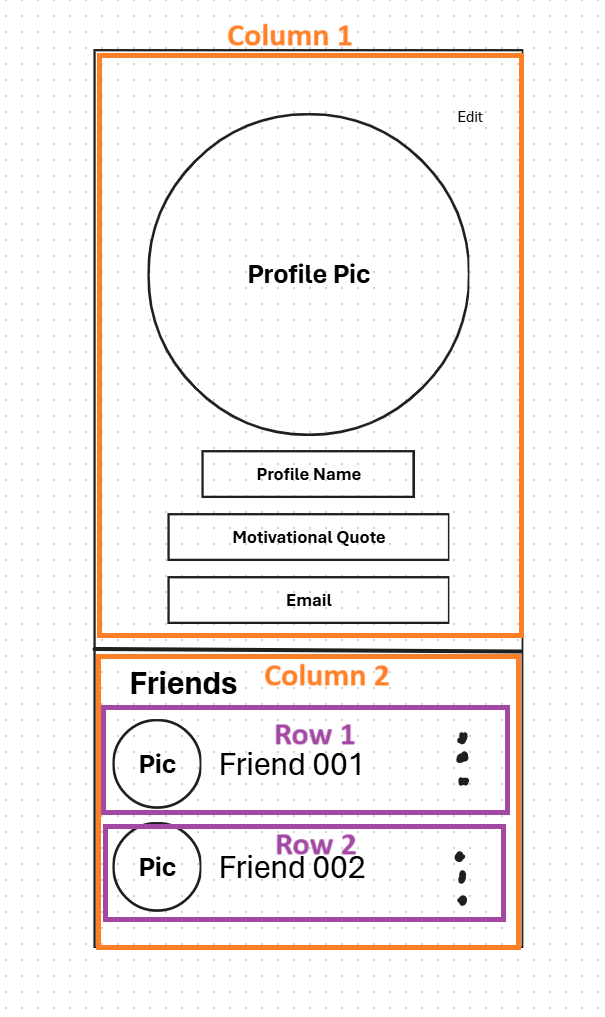 Column 1
Edit
Profile Pic
Profile Name
Motivational Quote
Email
Friends Column 2
Row 1
Pic Friend 001
Row 2
Pic Friend 002